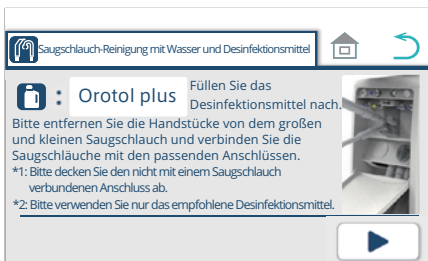 Saugschlauch-Reinigung mit Wasser und Desinfektionsmittel
: Orotol plus
Füllen Sie das
Desinfektionsmittel nach.
Bitte entfernen Sie die Handstücke von dem großen
und kleinen Saugschlauch und verbinden Sie die
Saugschläuche mit den passenden Anschlüssen.
*1: Bitte decken Sie den nicht mit einem Saugschlauch
verbundenen Anschluss ab.
*2: Bitte verwenden Sie nur das empfohlene Desinfektionsmittel.